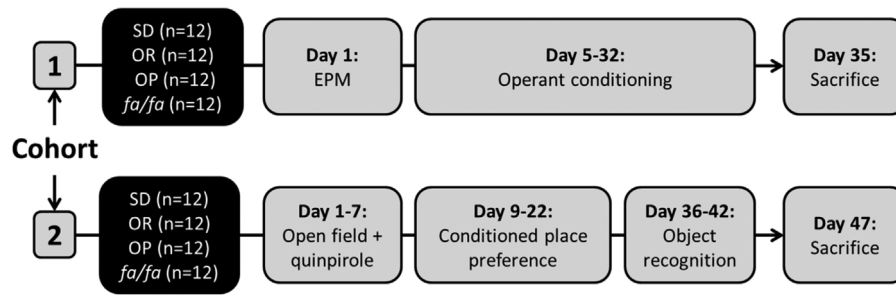 1
SD (n=12)
OR (n=12)
OP (n=12)
fa/fa (n=12)
Day 1:
EPM
Day 5-32:
Operant conditioning
Day 35:
Sacrifice
Cohort
2
SD (n=12)
OR (n=12)
OP (n=12)
fa/fa (n=12)
Day 1-7:
Open field +
quinpirole
Day 9-22:
Conditioned place
preference
Day 36-42:
Object
recognition
Day 47:
Sacrifice